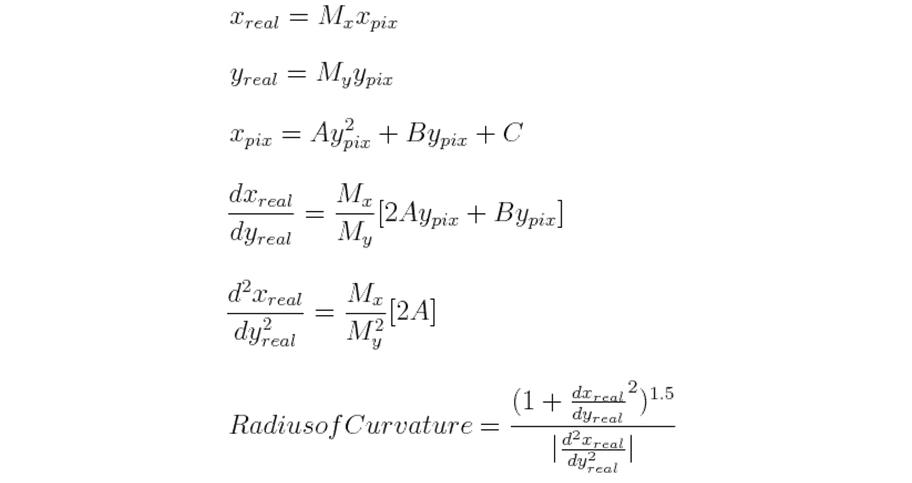 x_{real} = M_x x_{pix}
y_{real} = M_y y_{pix}
x_{pix} = Ay_{pix}^2 + By_{pix} + C
\frac{dx_{real}}{dy_{real}} = \frac{M_x}{M_y}[2Ay_{pix} + By_{pix}]
\frac{d^2x_{real}}{dy_{real}^2} = \frac{M_x}{M_y^2}[2A]
RadiusofCurvature = \frac{(1 + \frac{dx_{real}}{dy_{real}}^2)^{1.5}}{|\frac{d^2x_{real}}{dy_{real}^2}|}